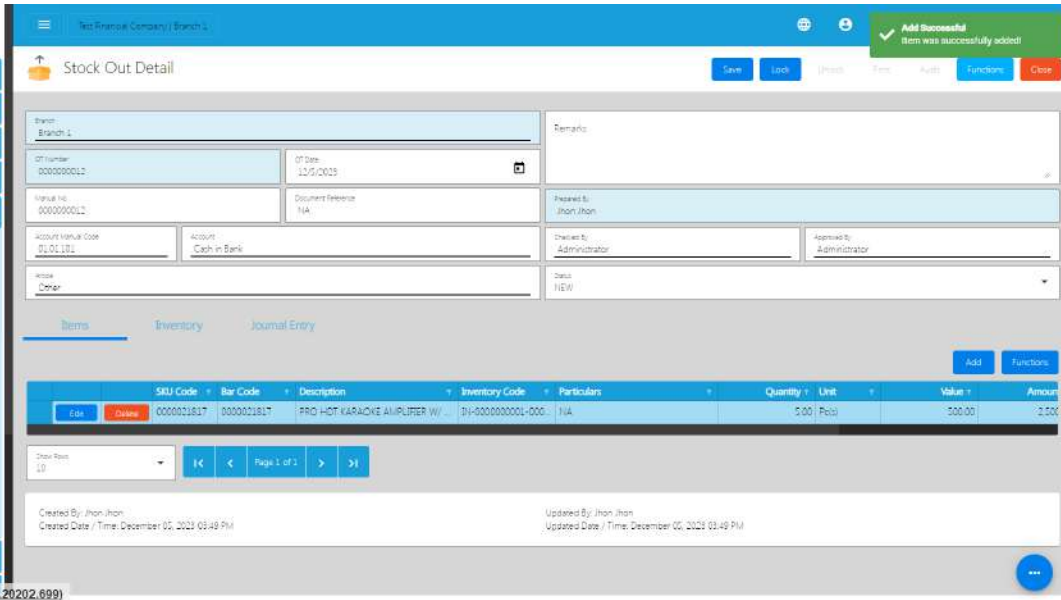 Test Financial Company | Branch 1
Add Successful
Item was successfully added!
Stock Out Detail
Save Lock Unlock Print Audit Functions Close
Branch
Branch 1
Remarks
OT Number
0000000012
OT Date
12/5/2023
Manual No
0000000012
Document Reference
NA
Prepared By
Jhon Jhon
Account Manual Code
01.01.101
Account
Cash in Bank
Checked By
Administrator
Approved By
Administrator
Article
Other
Status
NEW
Items Inventory Journal Entry
Add Functions
SKU Code Bar Code Description Inventory Code Particulars Quantity Unit Value Amoun
Edit Delete 0000021817 0000021817 PRO HOT KARAOKE AMPLIFIER W/ ... IN-0000000001-000... NA 5.00 Pc(s) 500.00 2,500
Show Rows
10
Page 1 of 1
Created By: Jhon Jhon
Created Date / Time: December 05, 2023 03:49 PM
Updated By: Jhon Jhon
Updated Date / Time: December 05, 2023 03:49 PM
20202.699)